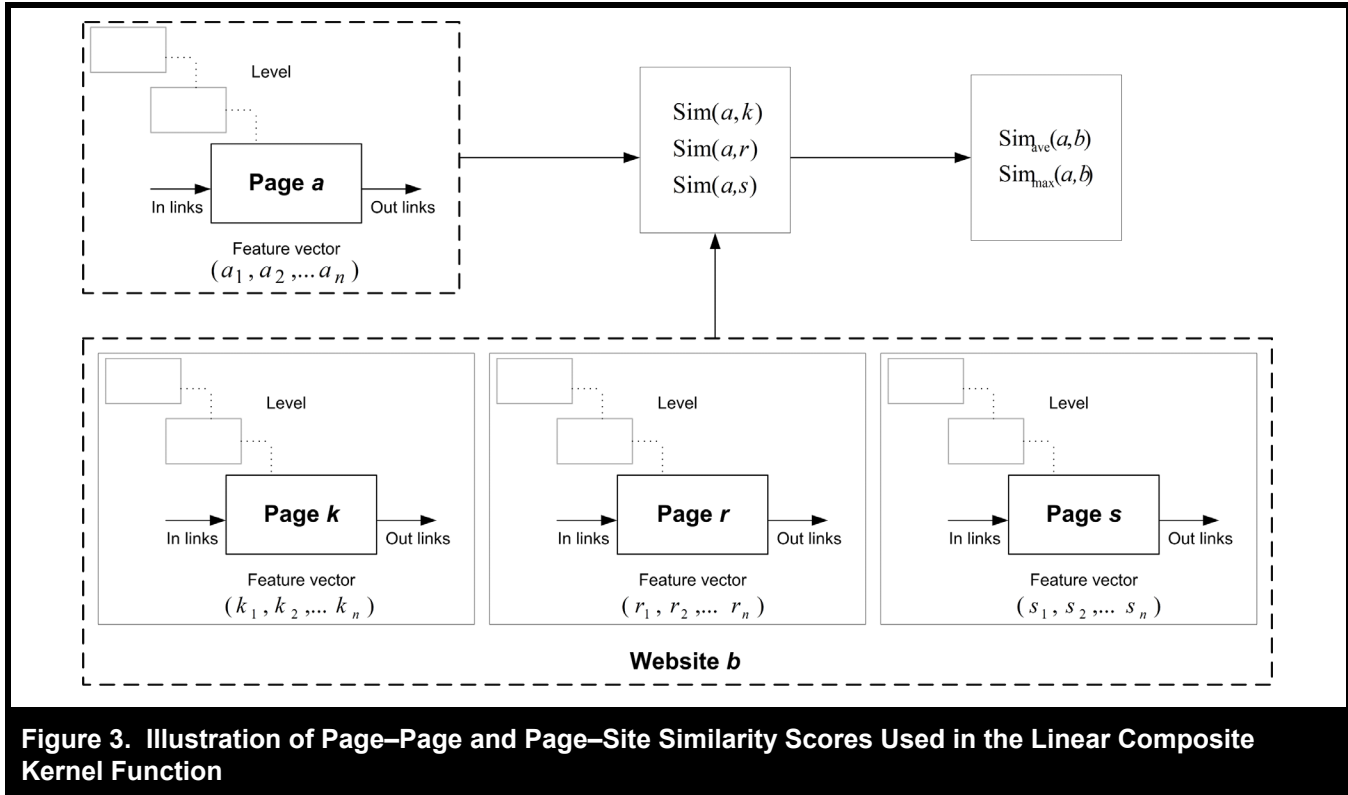 Level
Page a
In links
Out links
Feature vector
(a1, a2,...an)
Sim(a,k)
Sim(a,r)
Sim(a,s)
Simave(a,b)
Simmax(a,b)
Level
Page k
In links
Out links
Feature vector
(k1, k2,... kn)
Level
Page r
In links
Out links
Feature vector
(r1, r2,... rn)
Level
Page s
In links
Out links
Feature vector
(s1, s2,... sn)
Website b
Figure 3. Illustration of Page–Page and Page–Site Similarity Scores Used in the Linear Composite
Kernel Function